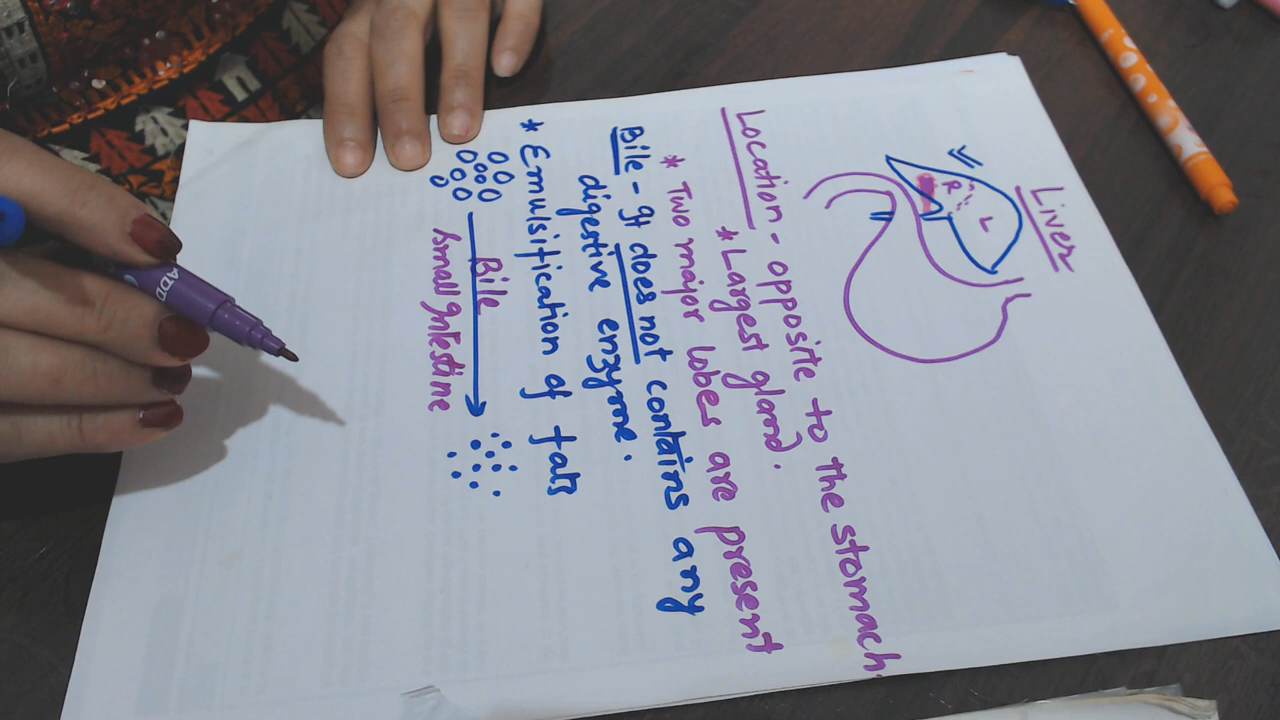 Liver
R
L
Location - opposite to the stomach.
* Largest gland.
* Two major lobes are present
Bile - It does not contains any
digestive enzyme.
* Emulsification of fats
Bile
small Intestine
ADD